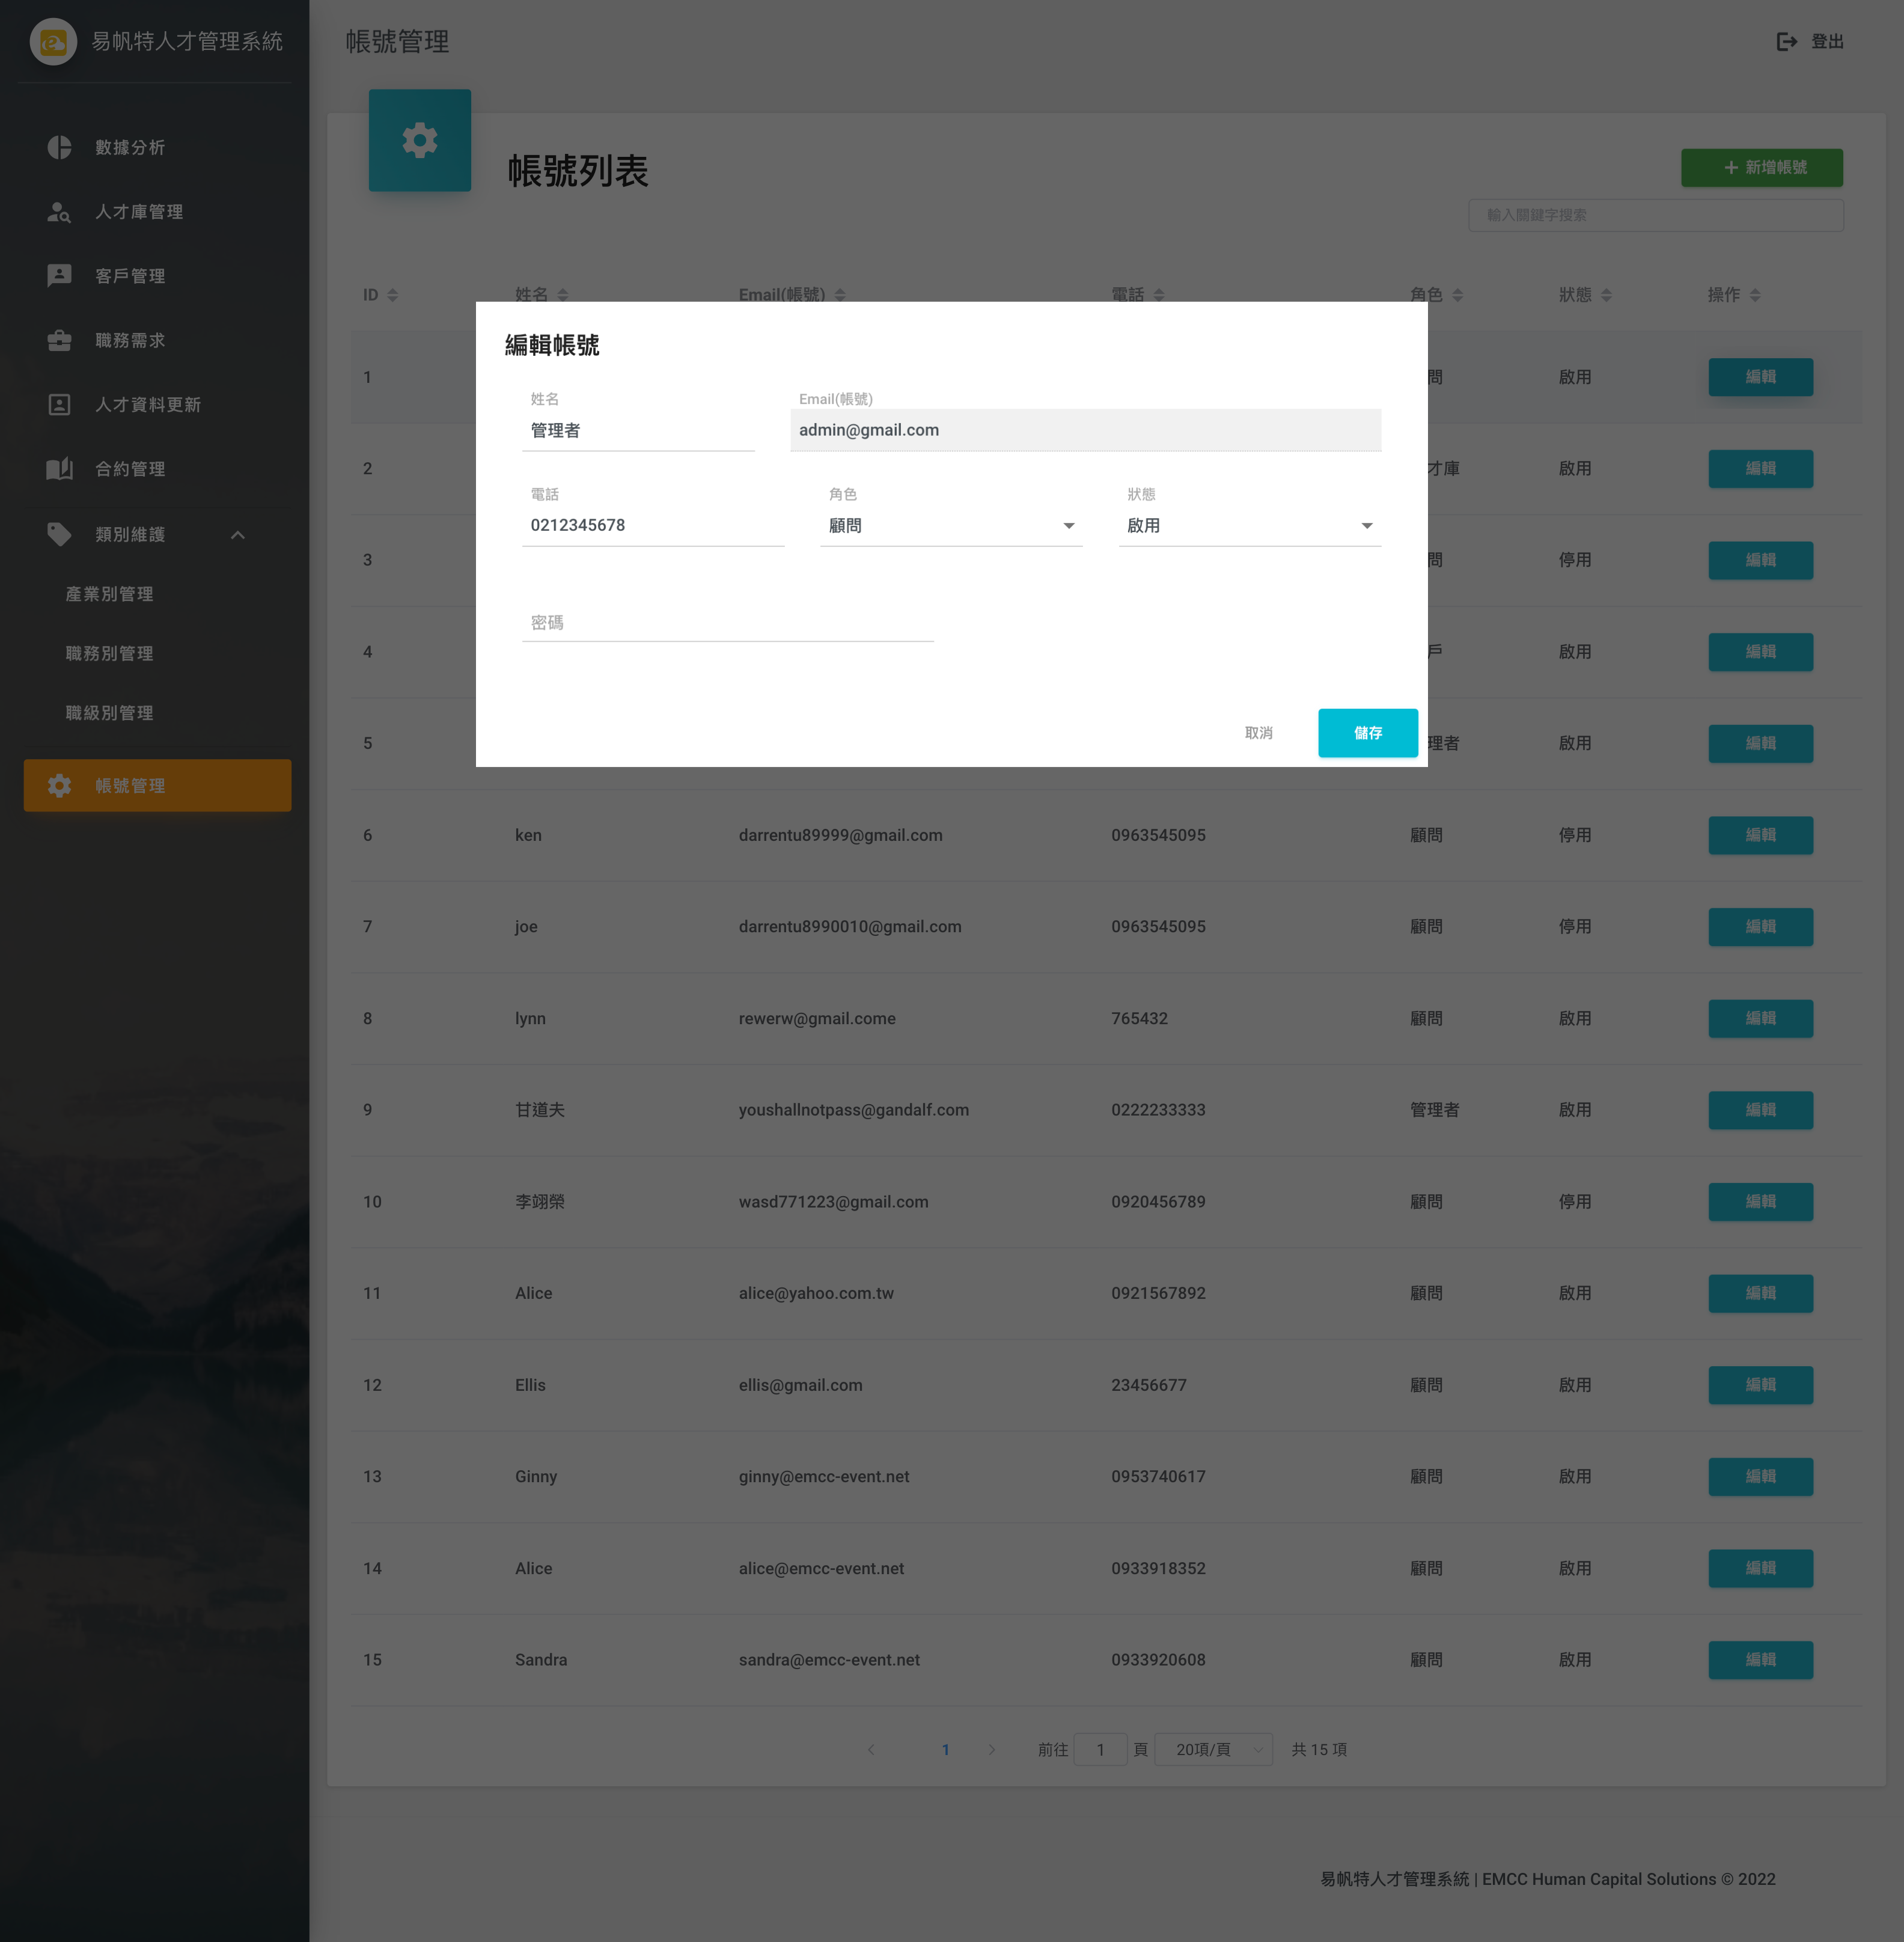 易帆特人才管理系統
數據分析
人才庫管理
客戶管理
職務需求
人才資料更新
合約管理
類別維護
產業別管理
職務別管理
職級別管理
帳號管理
帳號管理
登出
帳號列表
新增帳號
輸入關鍵字搜索
ID 姓名 Email(帳號) 電話 角色 狀態 操作
編輯帳號
姓名
管理者
Email(帳號)
admin@gmail.com
電話
0212345678
角色
顧問
狀態
啟用
密碼
取消
儲存
1 問 啟用 編輯
2 才庫 啟用 編輯
3 問 停用 編輯
4 戶 啟用 編輯
5 理者 啟用 編輯
6 ken darrentu89999@gmail.com 0963545095 顧問 停用 編輯
7 joe darrentu8990010@gmail.com 0963545095 顧問 停用 編輯
8 lynn rewerw@gmail.come 765432 顧問 啟用 編輯
9 甘道夫 youshallnotpass@gandalf.com 0222233333 管理者 啟用 編輯
10 李翊榮 wasd771223@gmail.com 0920456789 顧問 停用 編輯
11 Alice alice@yahoo.com.tw 0921567892 顧問 啟用 編輯
12 Ellis ellis@gmail.com 23456677 顧問 啟用 編輯
13 Ginny ginny@emcc-event.net 0953740617 顧問 啟用 編輯
14 Alice alice@emcc-event.net 0933918352 顧問 啟用 編輯
15 Sandra sandra@emcc-event.net 0933920608 顧問 啟用 編輯
1 前往 1 頁 20項/頁 共 15 項
易帆特人才管理系統 | EMCC Human Capital Solutions © 2022